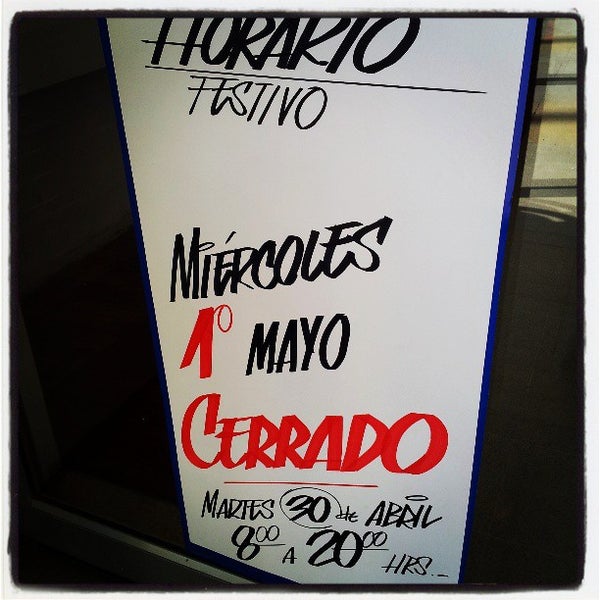 HORARIO
FESTIVO
MIÉRCOLES
1º MAYO
CERRADO
MARTES 30 de ABRIL
8⁰⁰ A 20⁰⁰ HRS.